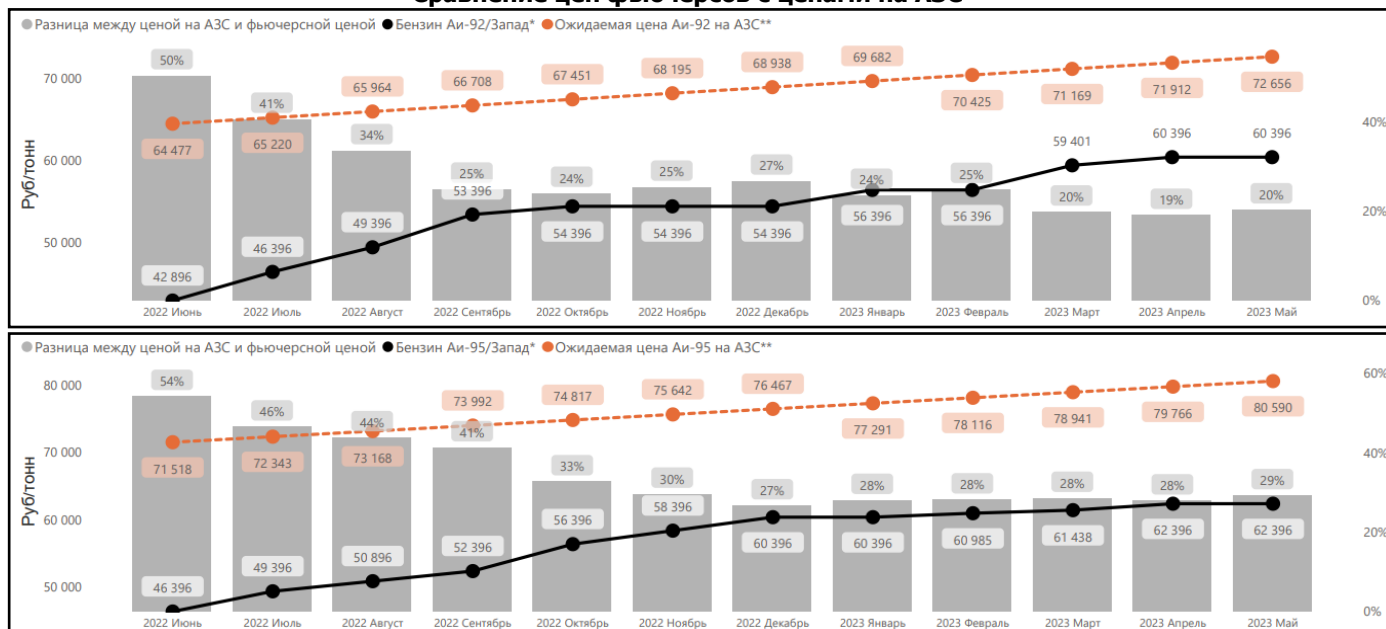 Сравнение цен фьючерсов с ценами на АЗС
Разница между ценой на АЗС и фьючерсной ценой Бензин Аи-92/Запад* Ожидаемая цена Аи-92 на АЗС**
Руб/тонн
70 000
60 000
50 000
40%
20%
0%
50% 41% 34% 25% 24% 25% 27% 24% 25% 20% 19% 20%
64 477 65 220 65 964 66 708 67 451 68 195 68 938 69 682 70 425 71 169 71 912 72 656
42 896 46 396 49 396 53 396 54 396 54 396 54 396 56 396 56 396 59 401 60 396 60 396
2022 Июнь 2022 Июль 2022 Август 2022 Сентябрь 2022 Октябрь 2022 Ноябрь 2022 Декабрь 2023 Январь 2023 Февраль 2023 Март 2023 Апрель 2023 Май
Разница между ценой на АЗС и фьючерсной ценой Бензин Аи-95/Запад* Ожидаемая цена Аи-95 на АЗС**
Руб/тонн
80 000
70 000
60 000
50 000
60%
40%
20%
0%
54% 46% 44% 41% 33% 30% 27% 28% 28% 28% 28% 29%
71 518 72 343 73 168 73 992 74 817 75 642 76 467 77 291 78 116 78 941 79 766 80 590
46 396 49 396 50 896 52 396 56 396 58 396 60 396 60 396 60 985 61 438 62 396 62 396
2022 Июнь 2022 Июль 2022 Август 2022 Сентябрь 2022 Октябрь 2022 Ноябрь 2022 Декабрь 2023 Январь 2023 Февраль 2023 Март 2023 Апрель 2023 Май